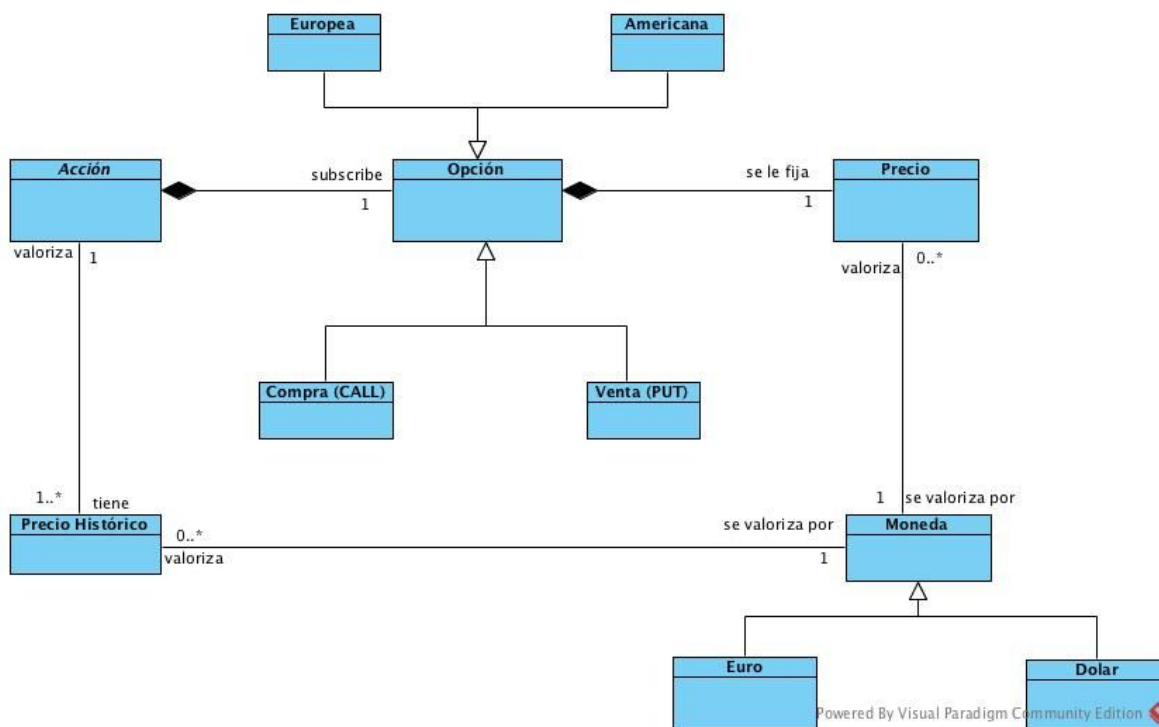 Europea
Americana
Acción
subscribe
1
Opción
se le fija
1
Precio
valoriza
1
valoriza
0..*
Compra (CALL)
Venta (PUT)
1..*
tiene
Precio Histórico
0..*
valoriza
se valoriza por
1
1
se valoriza por
Moneda
Euro
Dolar
Powered By Visual Paradigm Community Edition